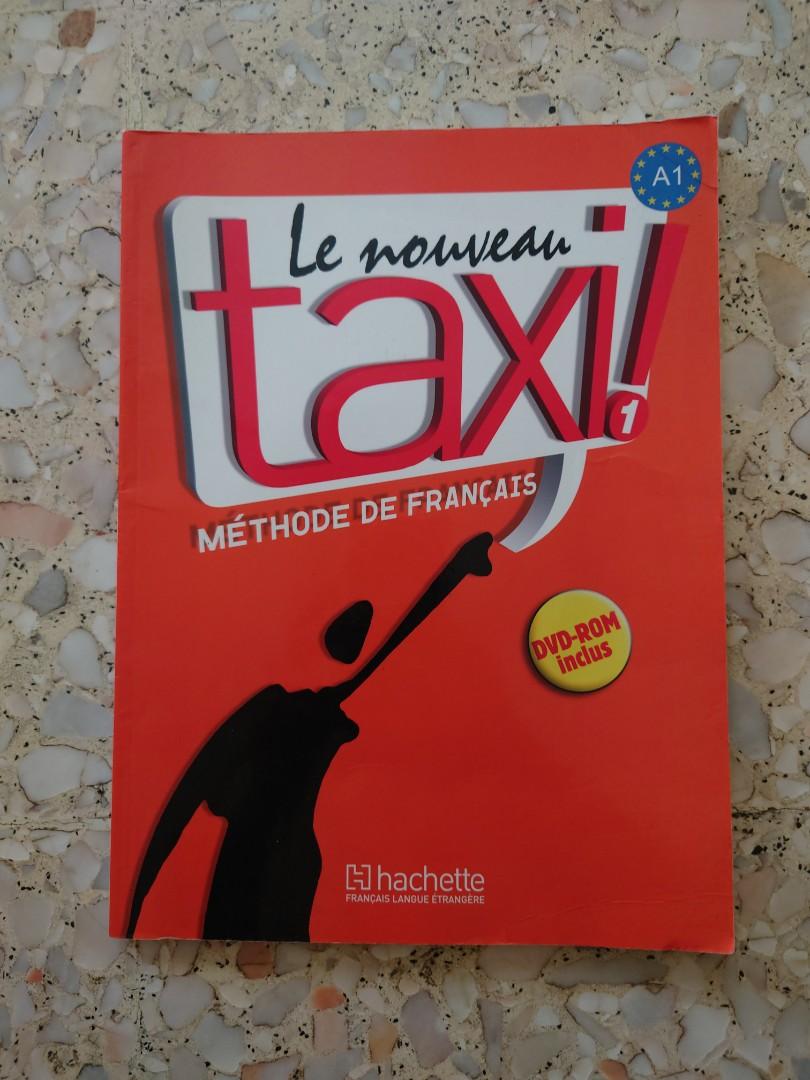 A1
Le nouveau
taxi!
1
MÉTHODE DE FRANÇAIS
DVD-ROM
inclus
hachette
FRANÇAIS LANGUE ÉTRANGÈRE